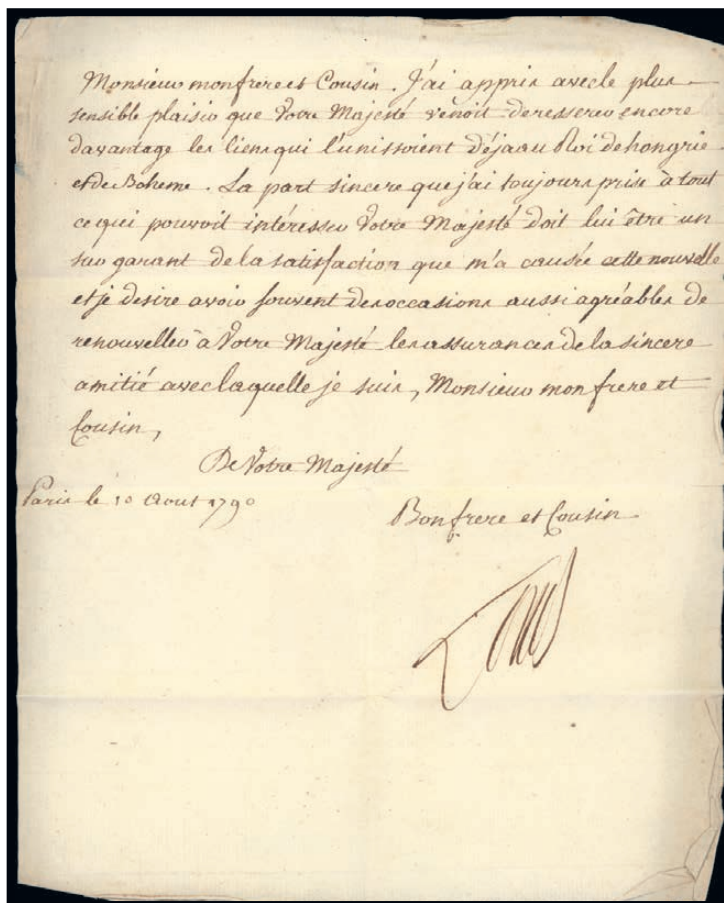 Monsieur mon frere et Cousin. J'ai appris avec le plus
sensible plaisir que Votre Majesté venoit de resserer encore
davantage les liens qui l'unissoient déja au Roi de hongrie
et de Boheme. La part sincere que j'ai toujours prise à tout
ce qui pouvoit intéresser Votre Majesté doit lui être un
sur garant de la satisfaction que m'a causée cette nouvelle
et je desire avoir souvent des occasions aussi agréables de
renouveller à Votre Majesté les assurances de la sincere
amitié avec laquelle je suis, Monsieur mon frere et
Cousin,
De Votre Majesté
Paris le 10 Aout 1790
Bon frere et Cousin
Louis